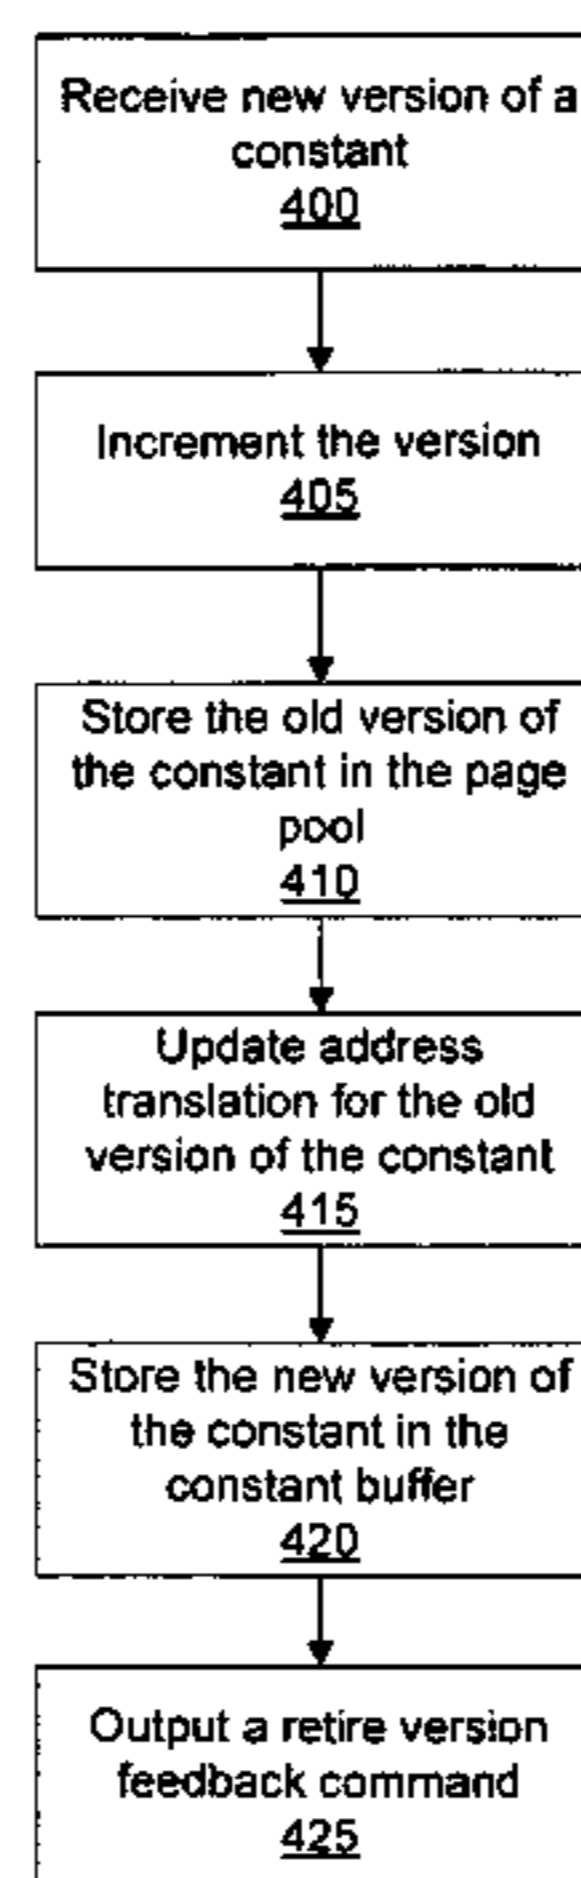 Receive new version of a
constant
400
Increment the version
405
Store the old version of
the constant in the page
pool
410
Update address
translation for the old
version of the constant
415
Store the new version of
the constant in the
constant buffer
420
Output a retire version
feedback command
425